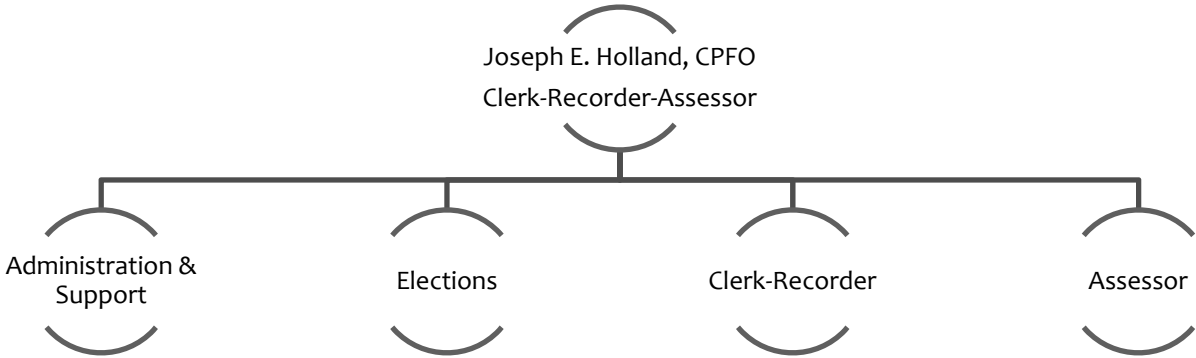 Joseph E. Holland, CPFO
Clerk-Recorder-Assessor
Administration &
Support
Elections
Clerk-Recorder
Assessor